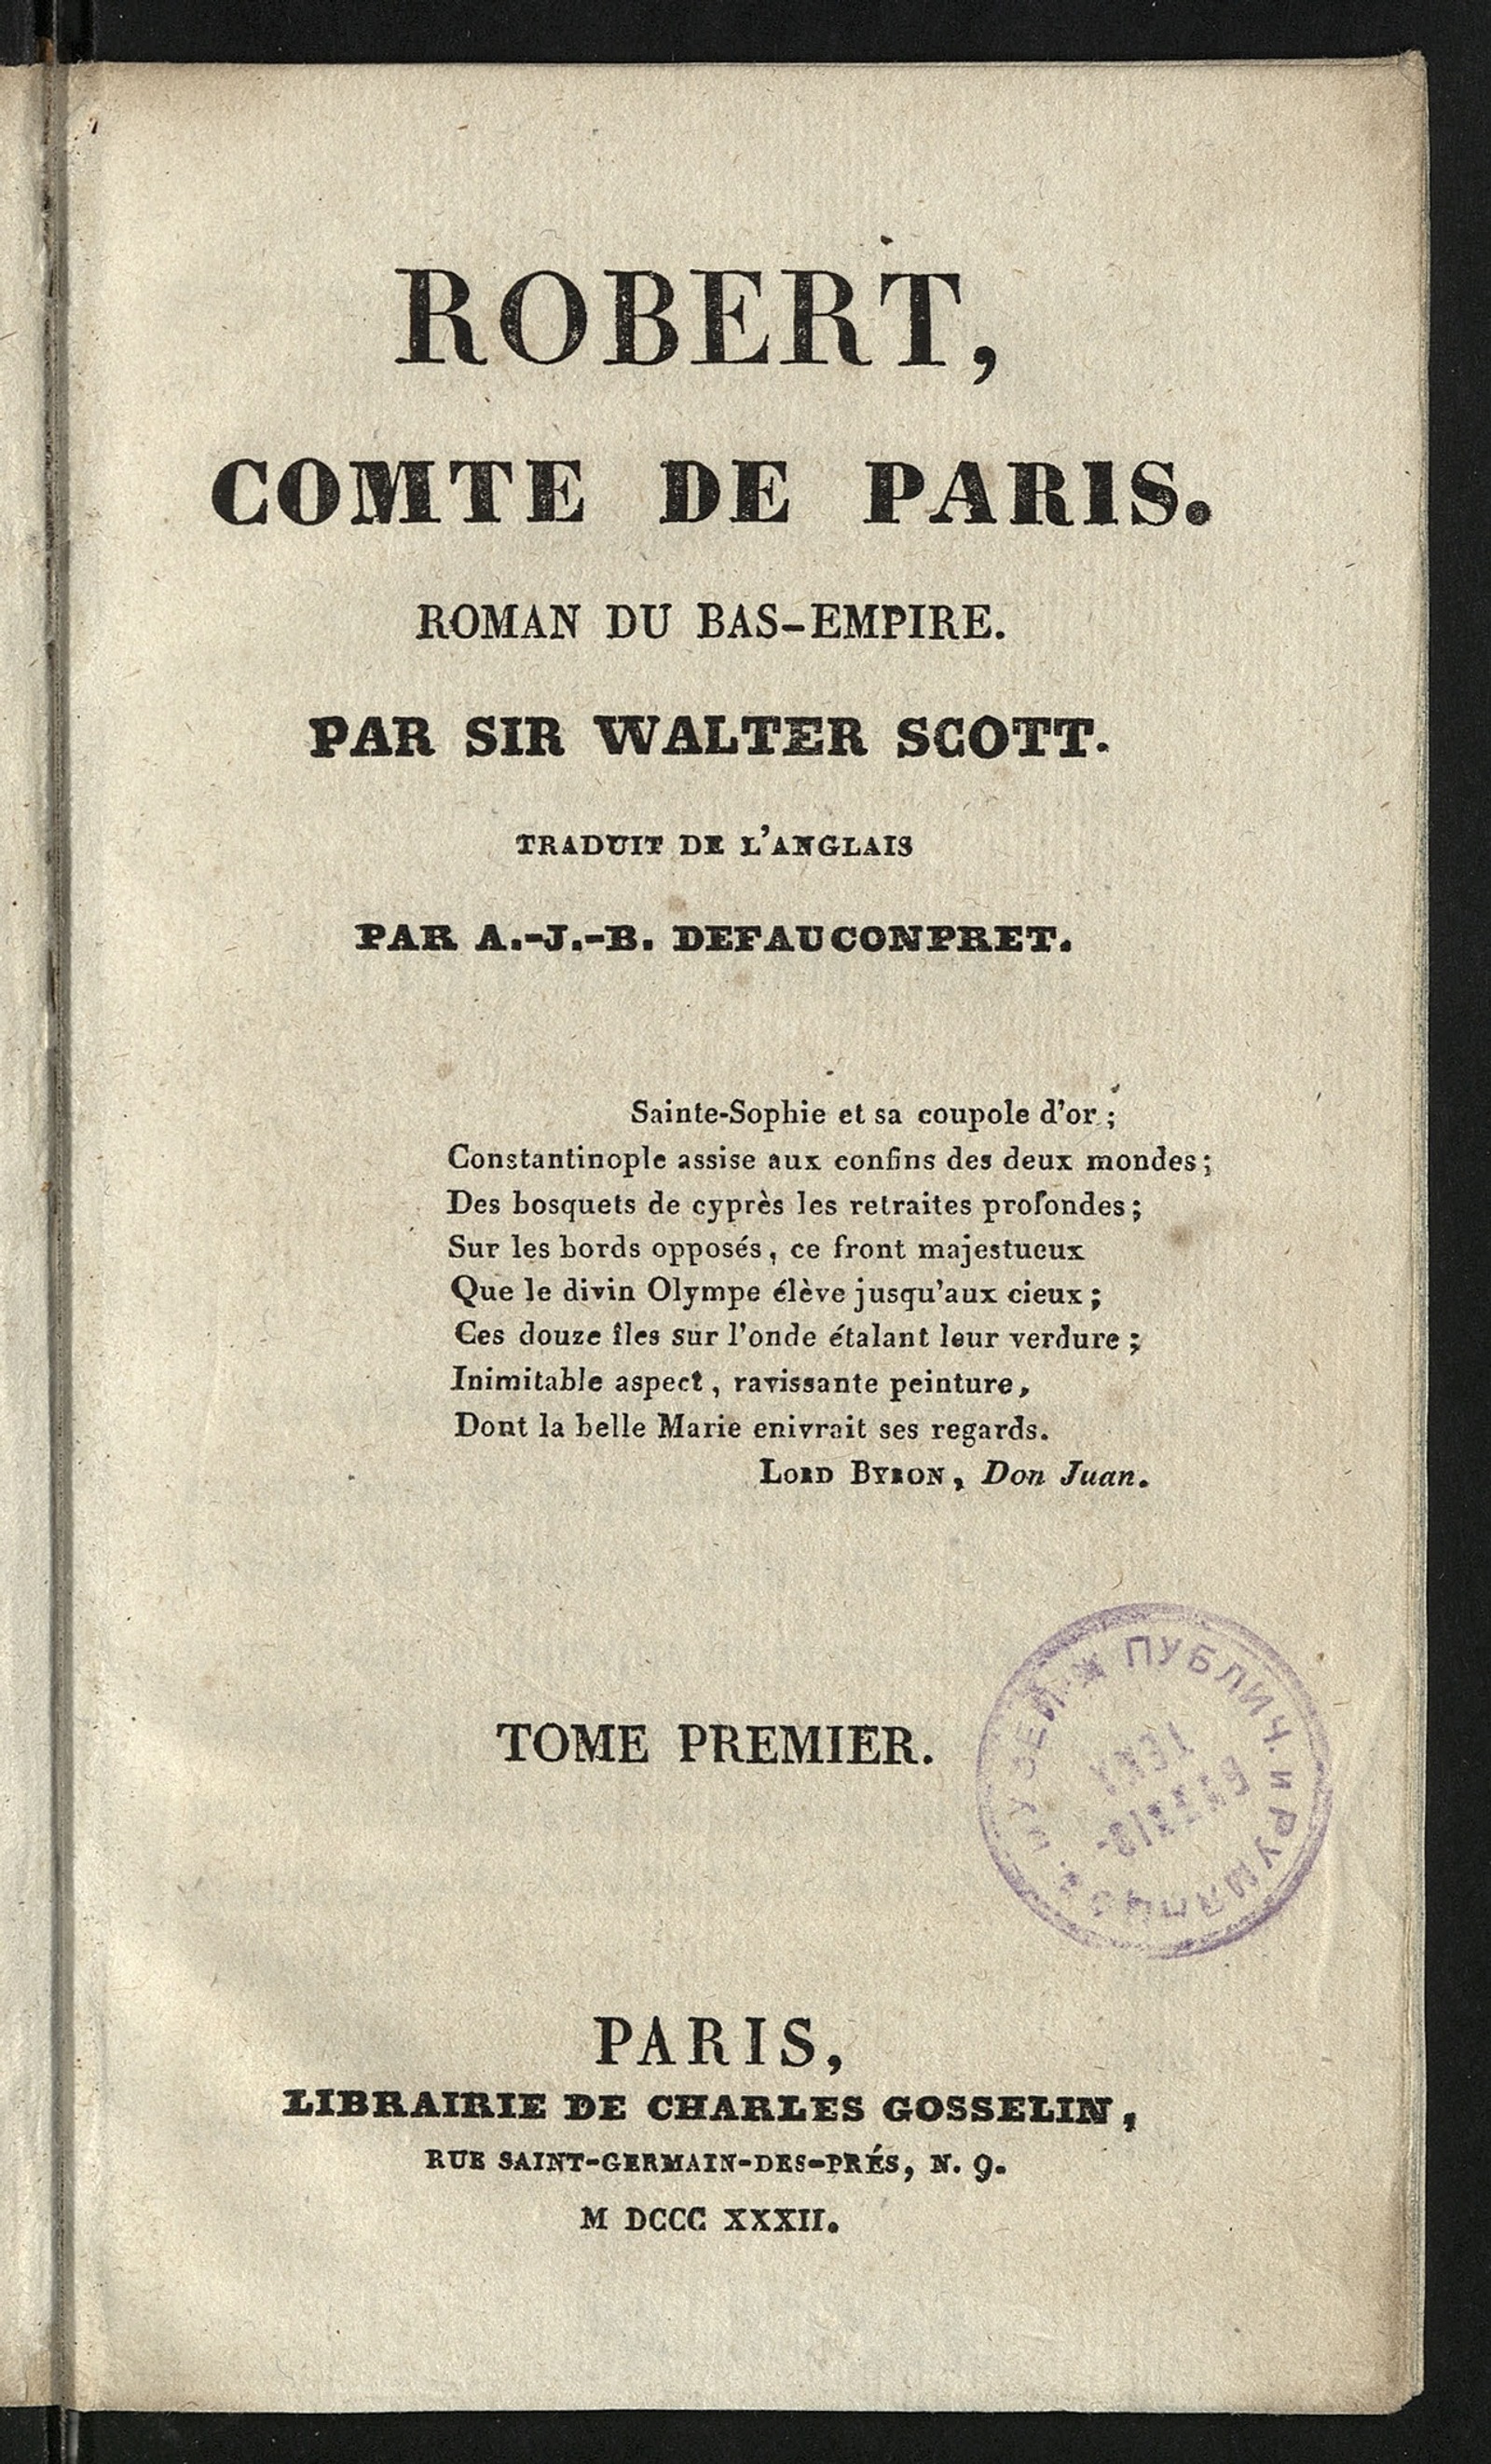 ROBERT,
COMTE DE PARIS.
ROMAN DU BAS-EMPIRE.
PAR SIR WALTER SCOTT.
TRADUIT DE L'ANGLAIS
PAR A.-J.-B. DEFAUCONPRET.
Sainte-Sophie et sa coupole d'or ;
Constantinople assise aux confins des deux mondes ;
Des bosquets de cyprès les retraites profondes ;
Sur les bords opposés, ce front majestueux
Que le divin Olympe élève jusqu'aux cieux ;
Ces douze îles sur l'onde étalant leur verdure ;
Inimitable aspect, ravissante peinture,
Dont la belle Marie enivrait ses regards.
LORD BYRON, Don Juan.
ПУБЛИЧ. И РУМЯНЦОВ. МУЗЕЙ
TOME PREMIER.
PARIS,
LIBRAIRIE DE CHARLES GOSSELIN,
RUE SAINT-GERMAIN-DES-PRÉS, N. 9.
M DCCC XXXII.